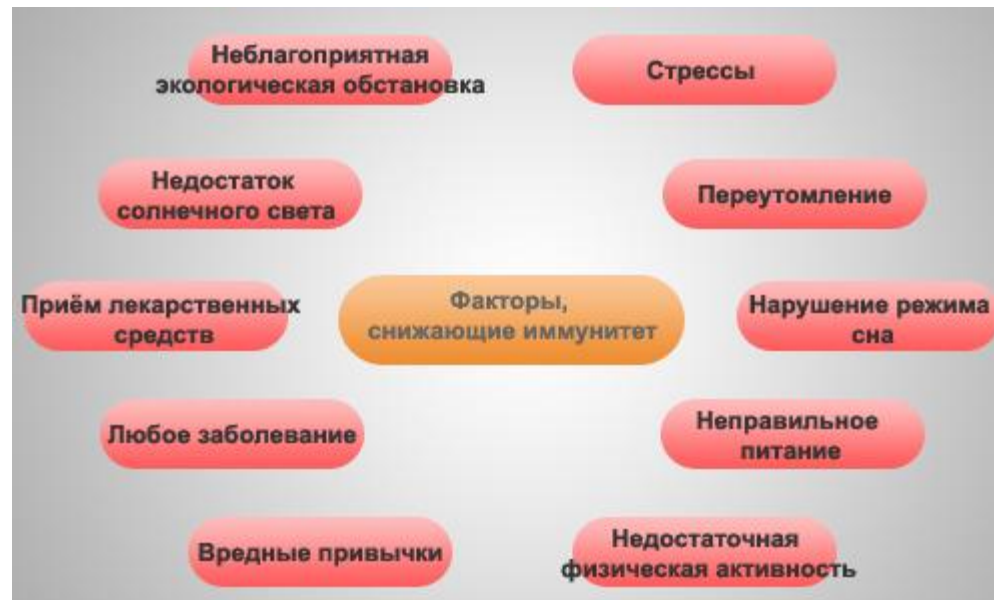 Неблагоприятная
экологическая обстановка
Стрессы
Недостаток
солнечного света
Переутомление
Приём лекарственных
средств
Факторы,
снижающие иммунитет
Нарушение режима
сна
Любое заболевание
Неправильное
питание
Вредные привычки
Недостаточная
физическая активность